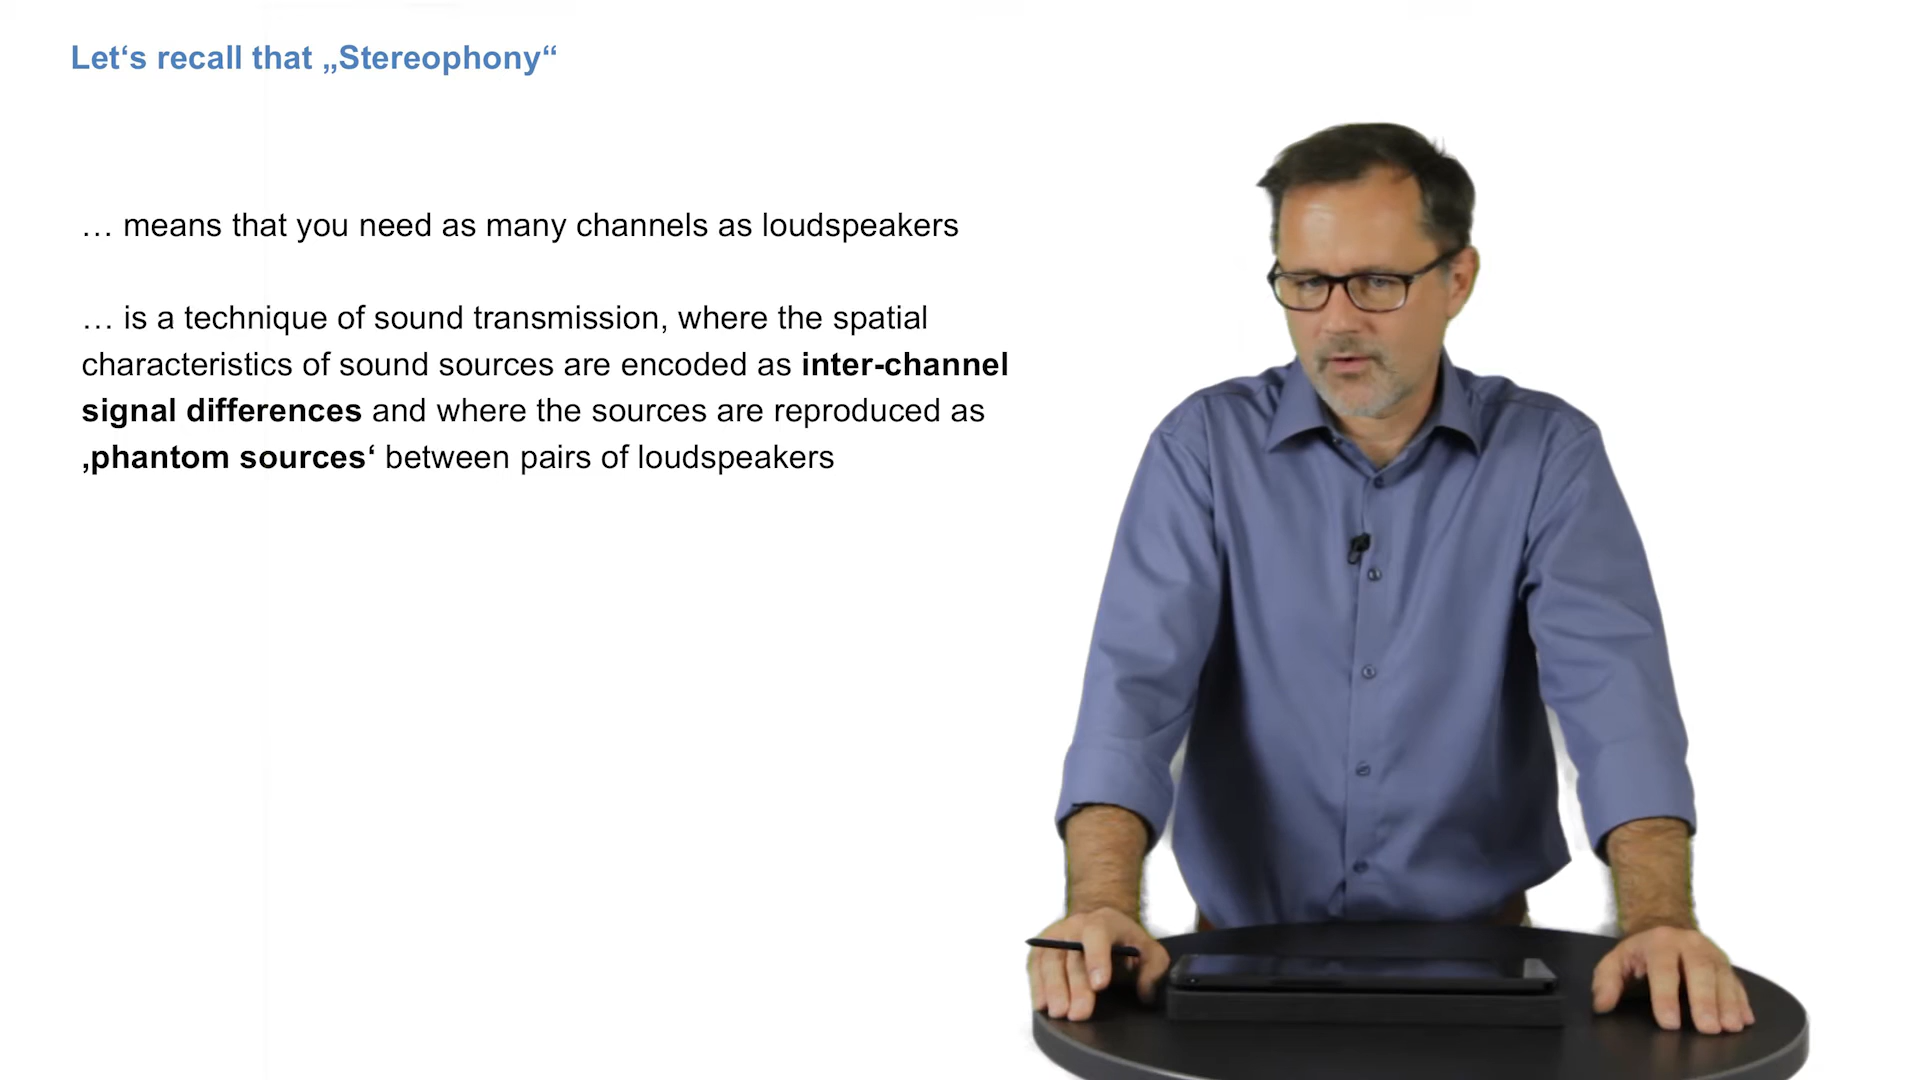 Let‘s recall that „Stereophony“
… means that you need as many channels as loudspeakers
… is a technique of sound transmission, where the spatial
characteristics of sound sources are encoded as inter-channel
signal differences and where the sources are reproduced as
‚phantom sources‘ between pairs of loudspeakers